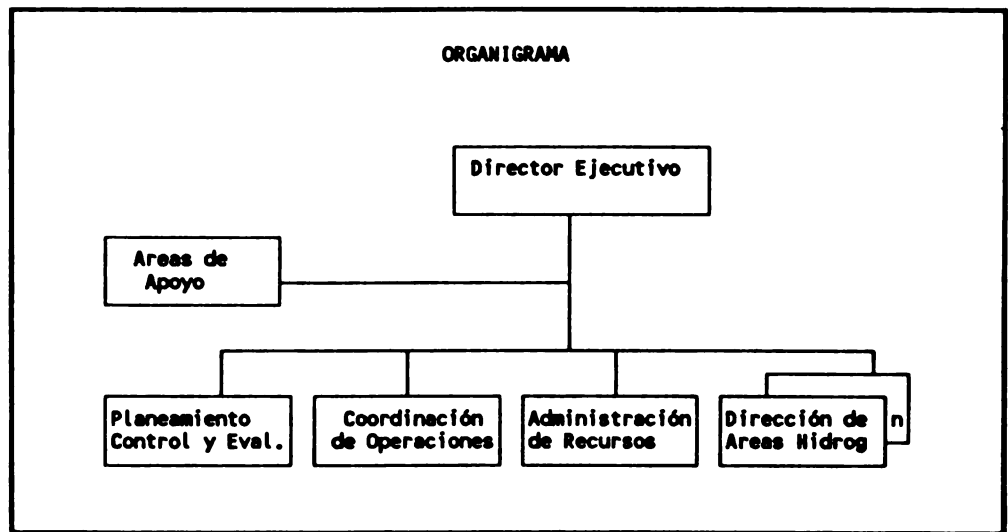 ORGANIGRAMA
Director Ejecutivo
Areas de
Apoyo
Planeamiento
Control y Eval.
Coordinación
de Operaciones
Administración
de Recursos
Dirección de
Areas Hidrog
n